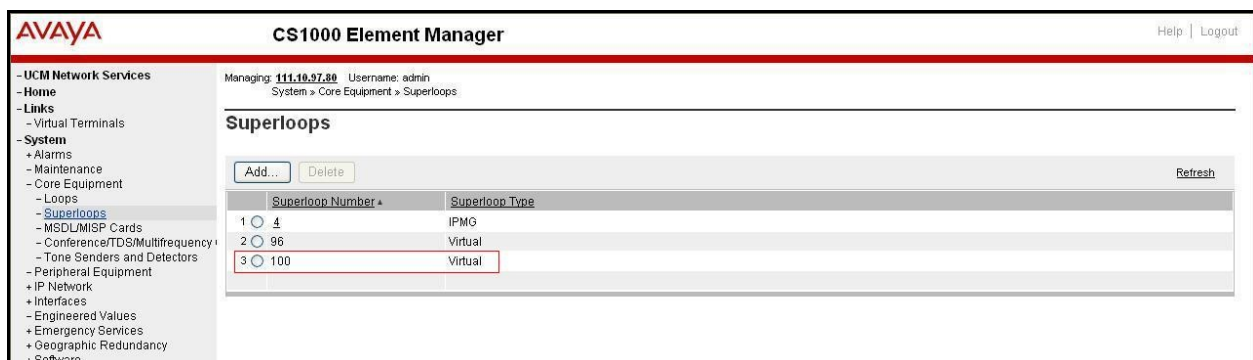 AVAYA
CS1000 Element Manager
Help | Logout
- UCM Network Services
- Home
- Links
- Virtual Terminals
- System
+ Alarms
- Maintenance
- Core Equipment
- Loops
- Superloops
- MSDL/MISP Cards
- Conference/TDS/Multifrequency
- Tone Senders and Detectors
- Peripheral Equipment
+ IP Network
+ Interfaces
- Engineered Values
+ Emergency Services
+ Geographic Redundancy
+ Software
Managing: 111.10.97.80 Username: admin
System » Core Equipment » Superloops
Superloops
Add... Delete
Refresh
Superloop Number Superloop Type
1 4 IPMG
2 96 Virtual
3 100 Virtual